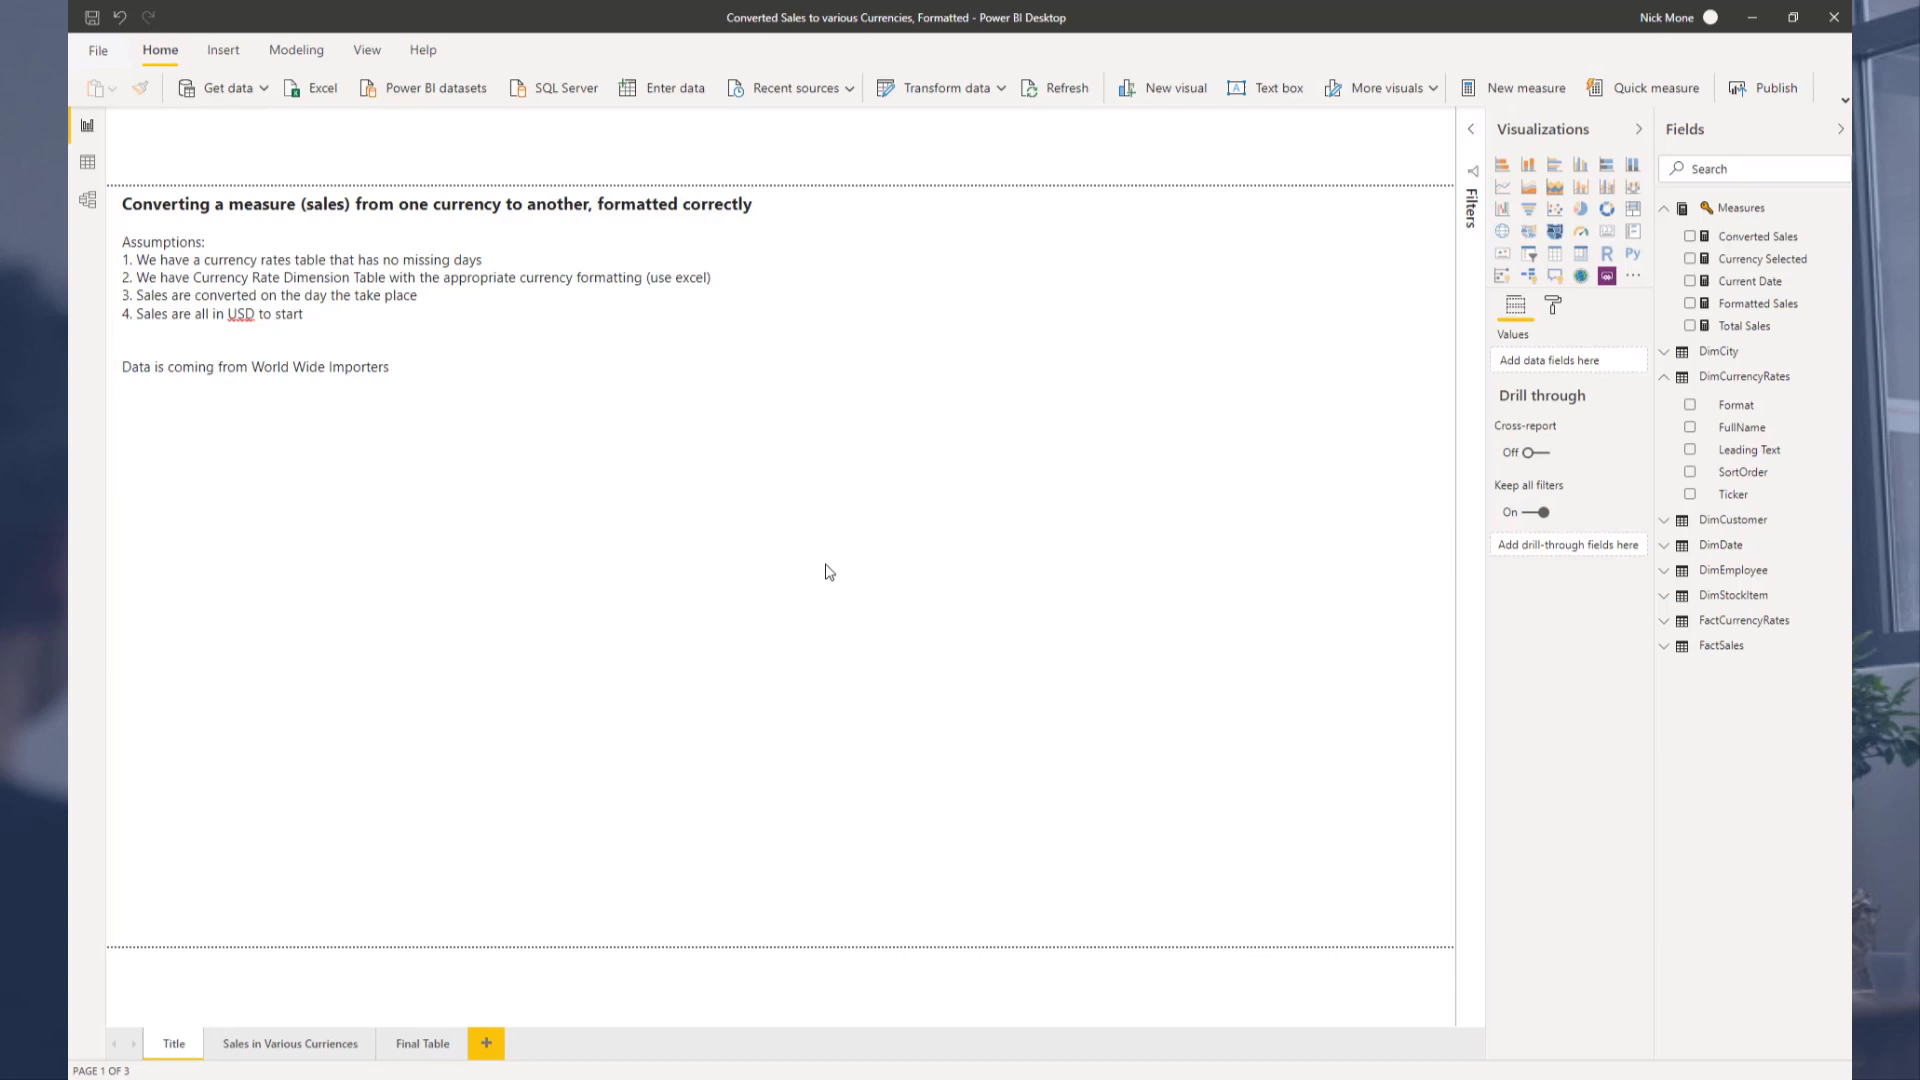 Converted Sales to various Currencies, Formatted - Power BI Desktop
Nick Mone
File Home Insert Modeling View Help
Get data Excel Power BI datasets SQL Server Enter data Recent sources Transform data Refresh New visual Text box More visuals New measure Quick measure Publish
Converting a measure (sales) from one currency to another, formatted correctly
Assumptions:
1. We have a currency rates table that has no missing days
2. We have Currency Rate Dimension Table with the appropriate currency formatting (use excel)
3. Sales are converted on the day the take place
4. Sales are all in USD to start
Data is coming from World Wide Importers
Filters
Visualizations
R Py
Values
Add data fields here
Drill through
Cross-report
Off
Keep all filters
On
Add drill-through fields here
Fields
Search
Measures
Converted Sales
Currency Selected
Current Date
Formatted Sales
Total Sales
DimCity
DimCurrencyRates
Format
FullName
Leading Text
SortOrder
Ticker
DimCustomer
DimDate
DimEmployee
DimStockItem
FactCurrencyRates
FactSales
Title Sales in Various Curriences Final Table +
PAGE 1 OF 3